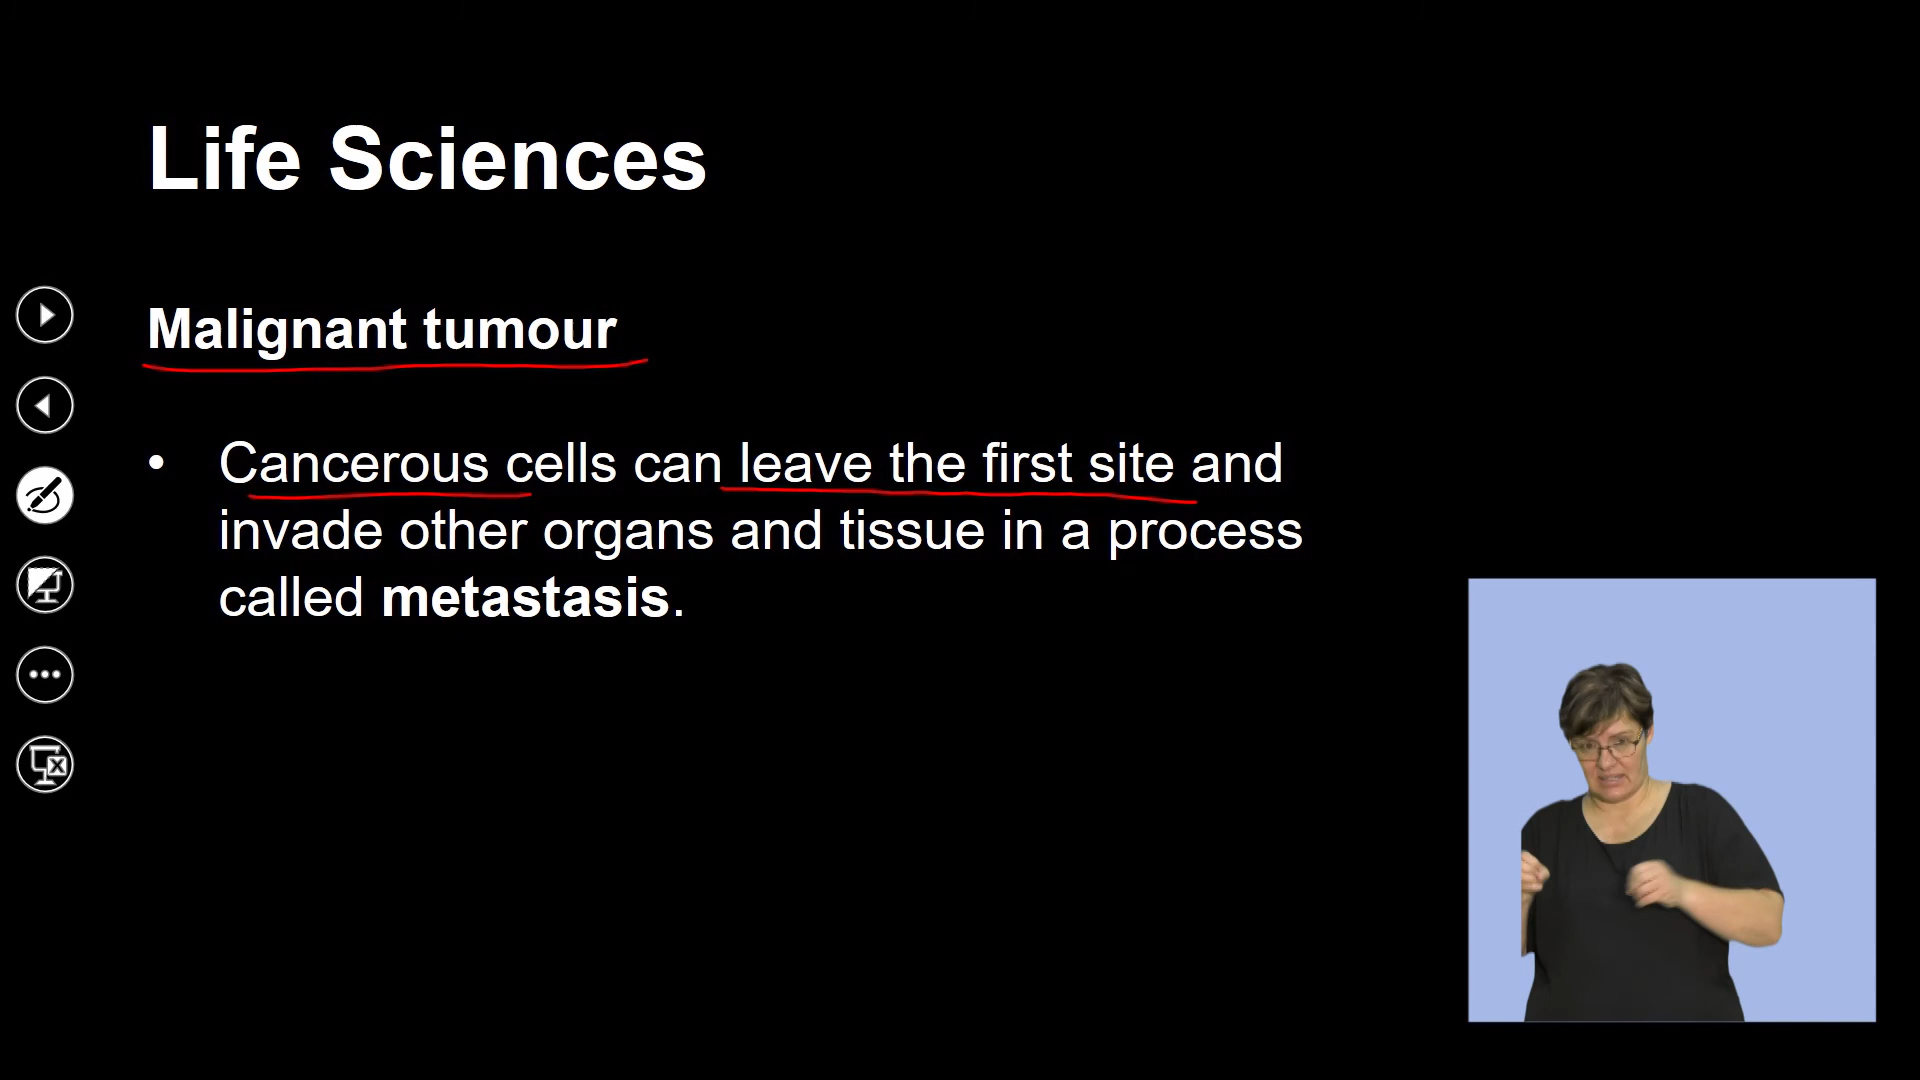 Life Sciences
Malignant tumour
• Cancerous cells can leave the first site and
invade other organs and tissue in a process
called metastasis.